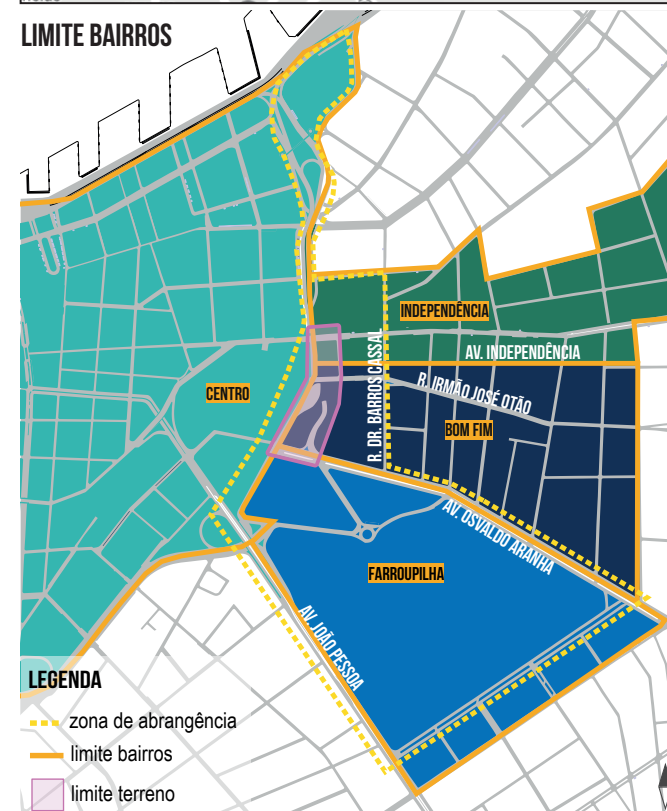 LIMITE BAIRROS
INDEPENDÊNCIA
AV. INDEPENDÊNCIA
R. DR. BARROS CASSAL
R. IRMÃO JOSÉ OTÃO
CENTRO
BOM FIM
AV. OSVALDO ARANHA
FARROUPILHA
AV. JOÃO PESSOA
LEGENDA
zona de abrangência
limite bairros
limite terreno